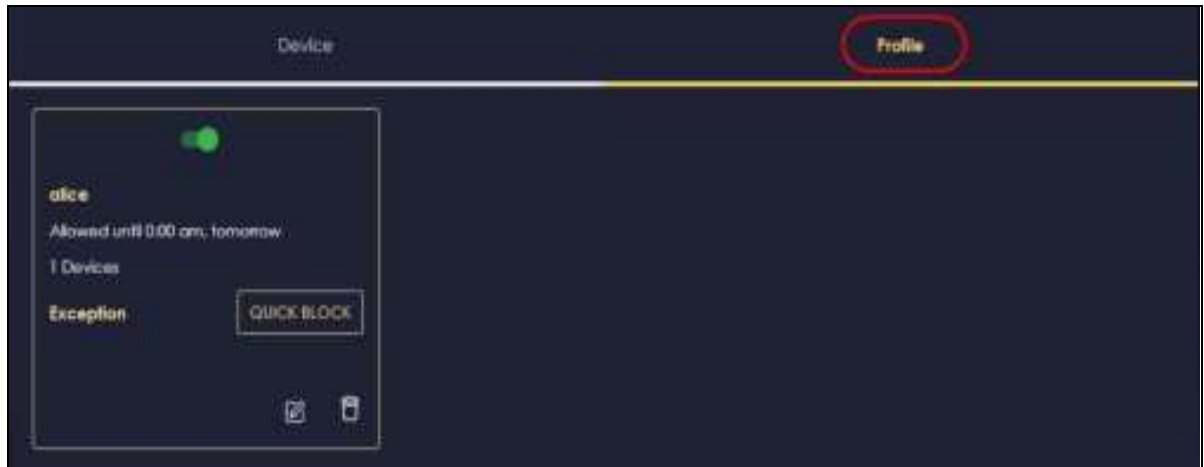 Device
Profile
alice
Allowed until 0:00 am, tomorrow
1 Devices
Exception
QUICK BLOCK